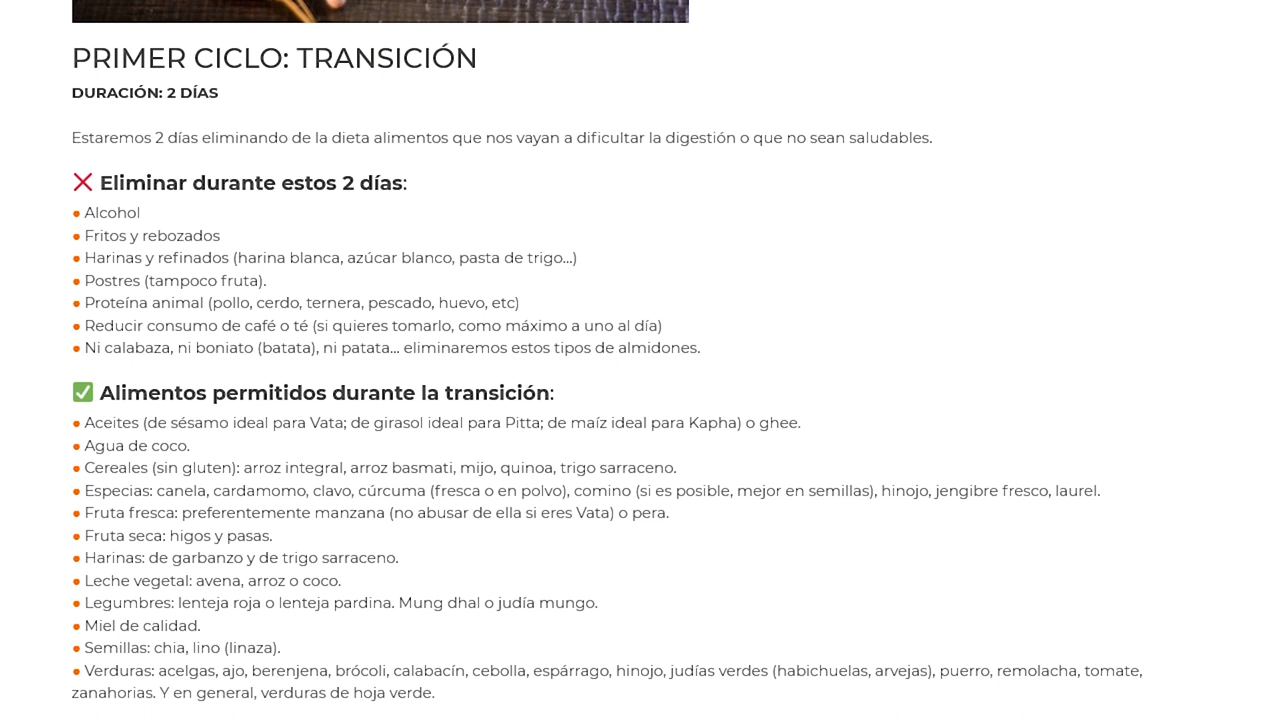 PRIMER CICLO: TRANSICIÓN
DURACIÓN: 2 DÍAS
Estaremos 2 días eliminando de la dieta alimentos que nos vayan a dificultar la digestión o que no sean saludables.
❌ Eliminar durante estos 2 días:
● Alcohol
● Fritos y rebozados
● Harinas y refinados (harina blanca, azúcar blanco, pasta de trigo...)
● Postres (tampoco fruta).
● Proteína animal (pollo, cerdo, ternera, pescado, huevo, etc)
● Reducir consumo de café o té (si quieres tomarlo, como máximo a uno al día)
● Ni calabaza, ni boniato (batata), ni patata... eliminaremos estos tipos de almidones.
✅ Alimentos permitidos durante la transición:
● Aceites (de sésamo ideal para Vata; de girasol ideal para Pitta; de maíz ideal para Kapha) o ghee.
● Agua de coco.
● Cereales (sin gluten): arroz integral, arroz basmati, mijo, quinoa, trigo sarraceno.
● Especias: canela, cardamomo, clavo, cúrcuma (fresca o en polvo), comino (si es posible, mejor en semillas), hinojo, jengibre fresco, laurel.
● Fruta fresca: preferentemente manzana (no abusar de ella si eres Vata) o pera.
● Fruta seca: higos y pasas.
● Harinas: de garbanzo y de trigo sarraceno.
● Leche vegetal: avena, arroz o coco.
● Legumbres: lenteja roja o lenteja pardina. Mung dhal o judía mungo.
● Miel de calidad.
● Semillas: chia, lino (linaza).
● Verduras: acelgas, ajo, berenjena, brócoli, calabacín, cebolla, espárrago, hinojo, judías verdes (habichuelas, arvejas), puerro, remolacha, tomate,
zanahorias. Y en general, verduras de hoja verde.